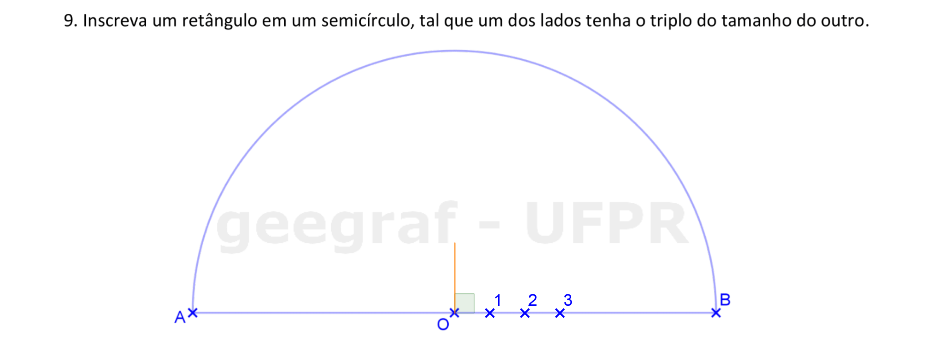 9. Inscreva um retângulo em um semicírculo, tal que um dos lados tenha o triplo do tamanho do outro.
geegraf - UFPR
1 2 3 B
A O